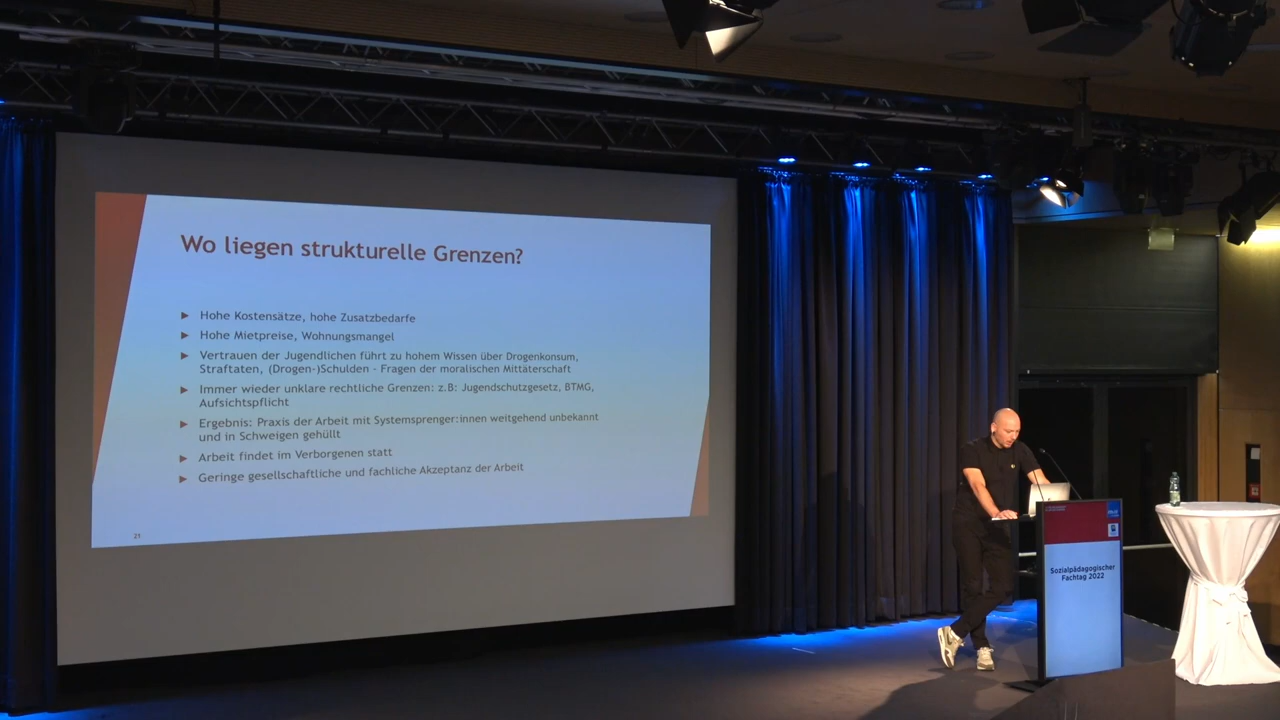 Wo liegen strukturelle Grenzen?
Hohe Kostensätze, hohe Zusatzbedarfe
Hohe Mietpreise, Wohnungsmangel
Vertrauen der Jugendlichen führt zu hohem Wissen über Drogenkonsum,
Straftaten, (Drogen-)Schulden - Fragen der moralischen Mittäterschaft
Immer wieder unklare rechtliche Grenzen: z.B: Jugendschutzgesetz, BTMG,
Aufsichtspflicht
Ergebnis: Praxis der Arbeit mit Systemsprenger:innen weitgehend unbekannt
und in Schweigen gehüllt
Arbeit findet im Verborgenen statt
Geringe gesellschaftliche und fachliche Akzeptanz der Arbeit
21
Sozialpädagogischer
Fachtag 2022